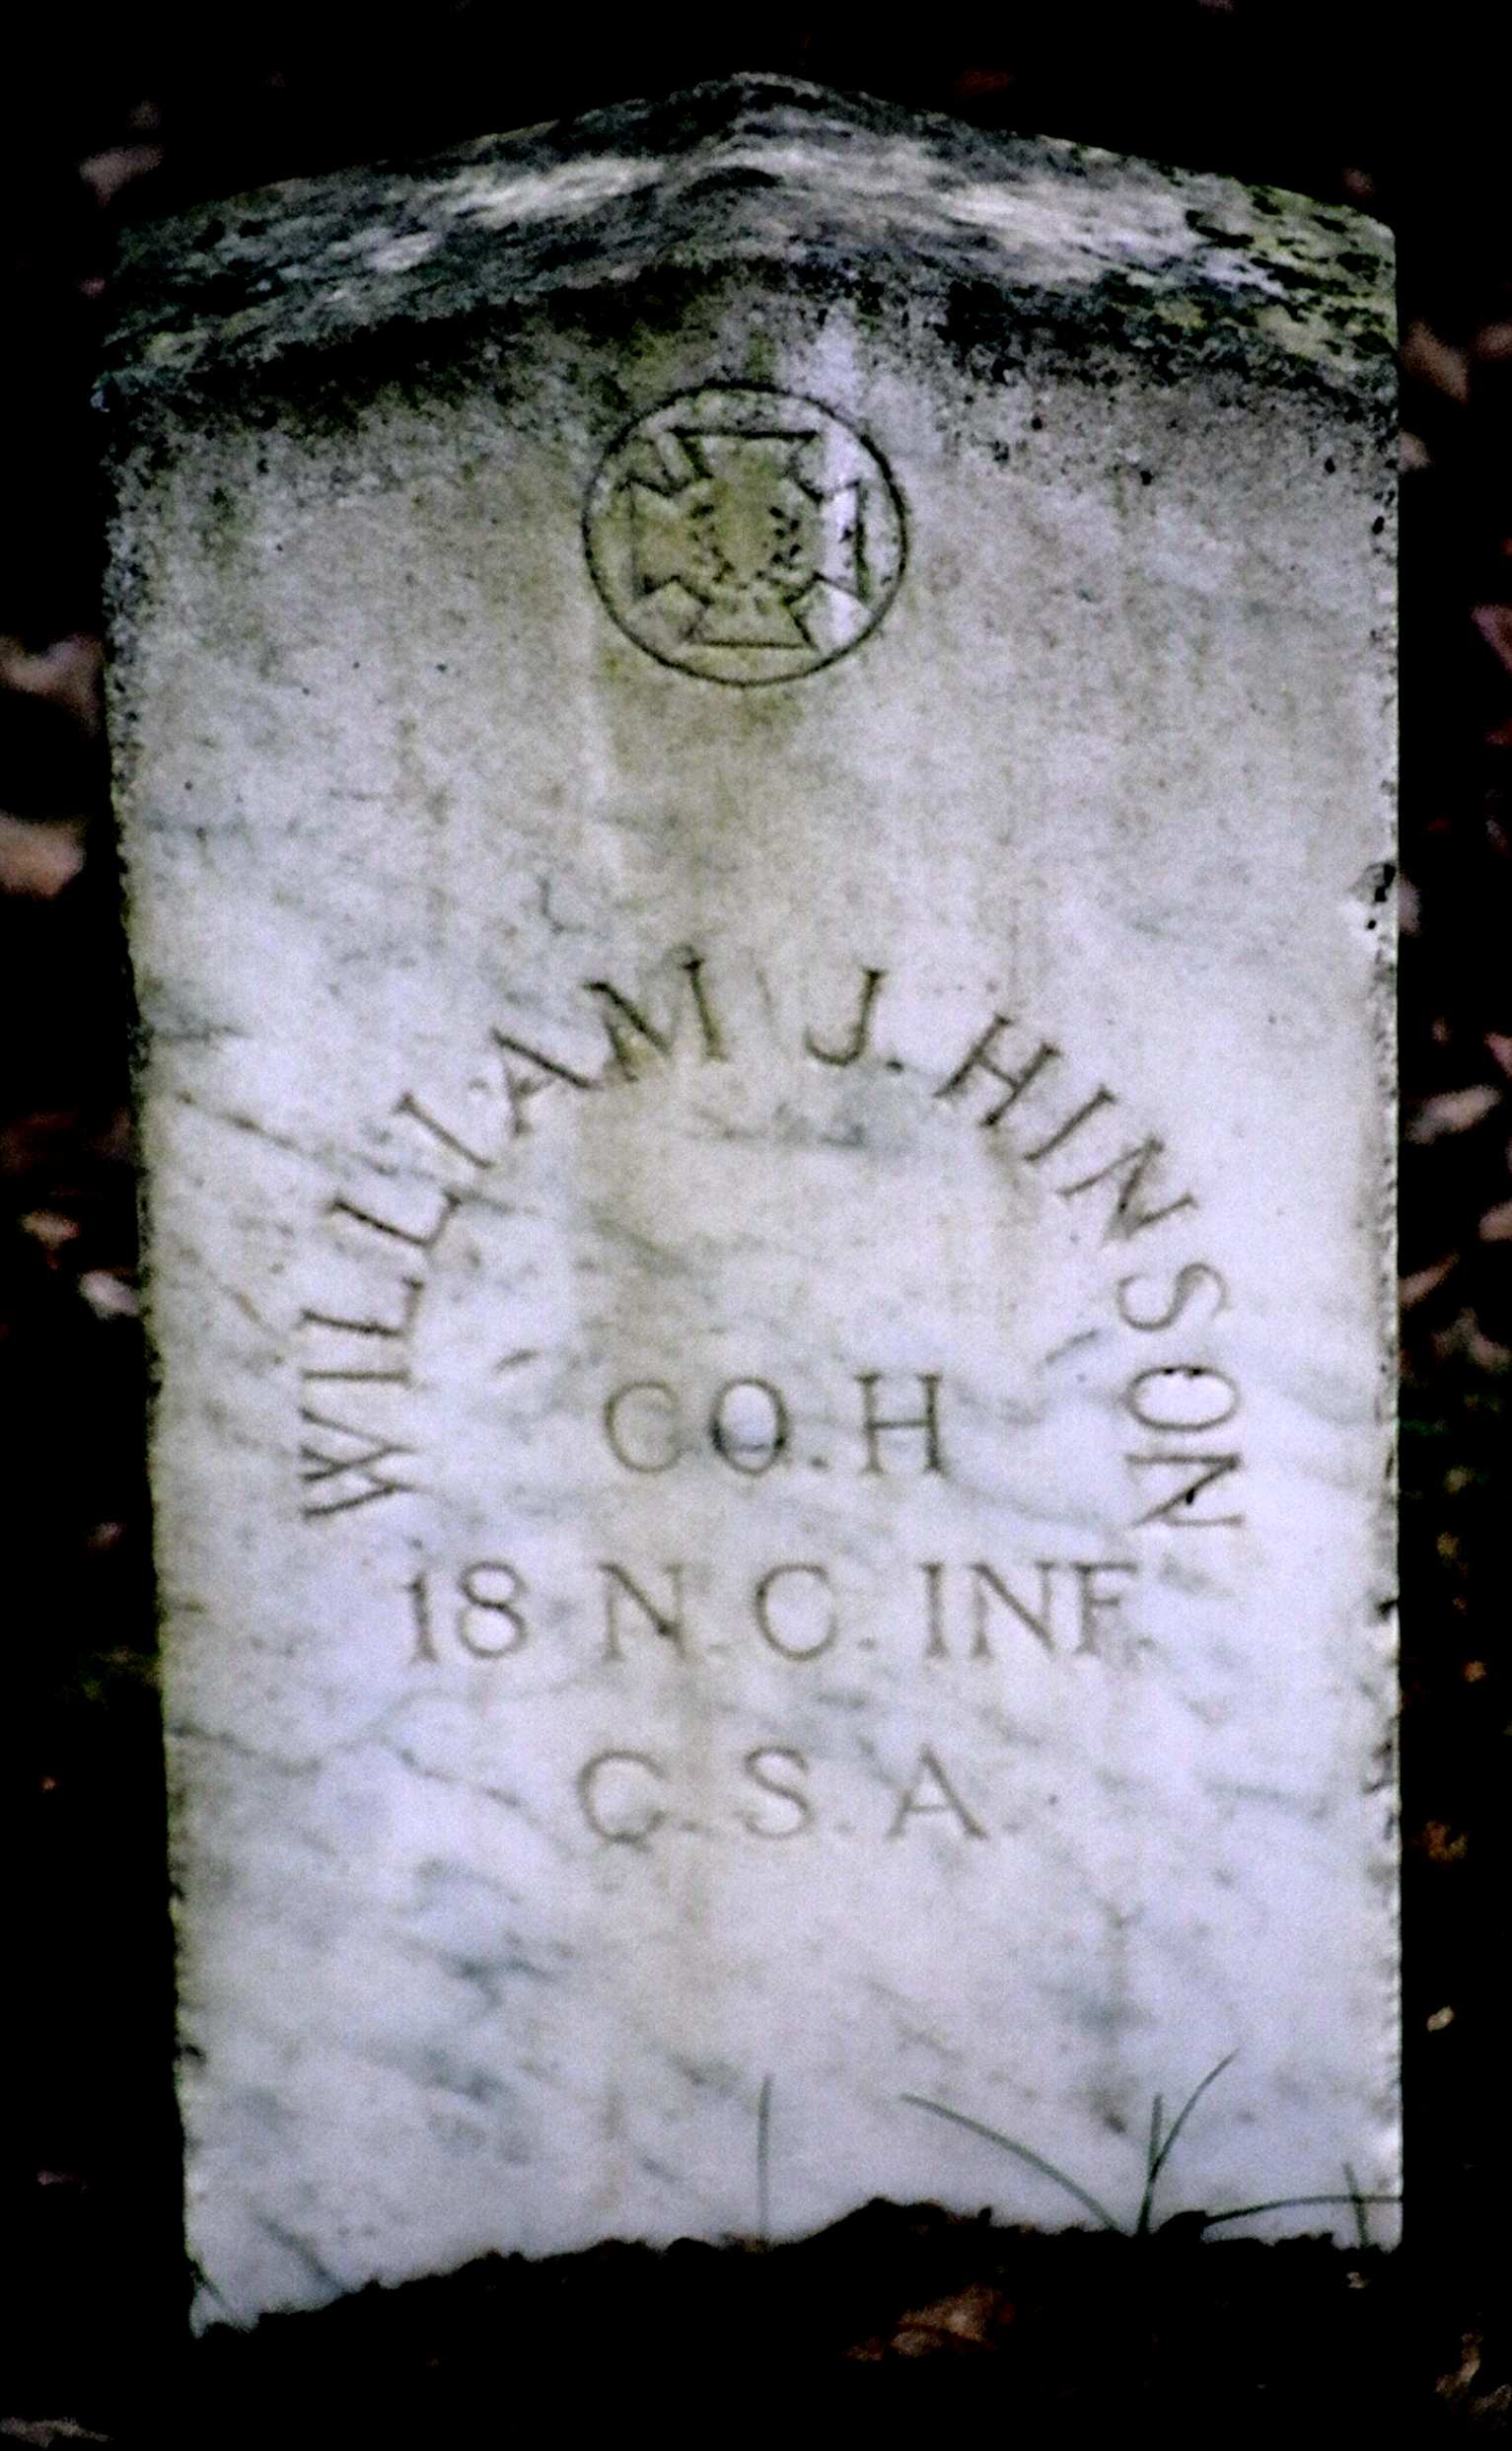 WILLIAM J. HINSON
CO. H
18 N. C. INF.
C. S. A.